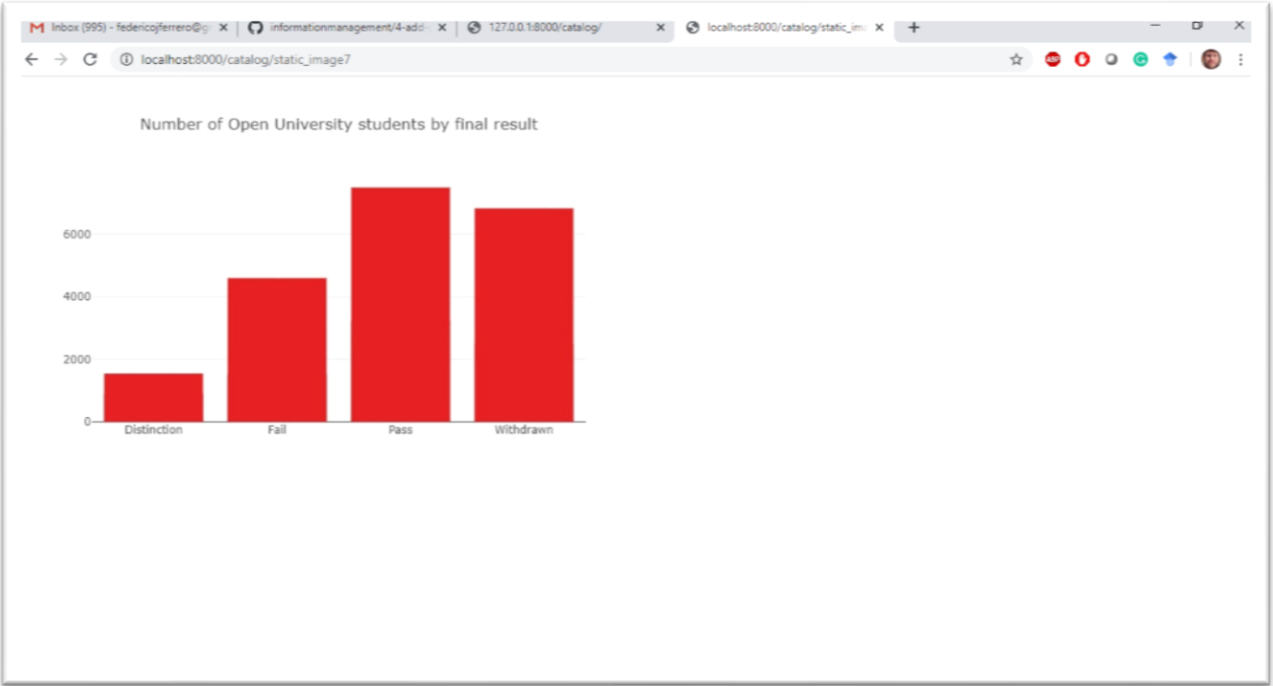 Inbox (995) - federicojferrero@g
informationmanagement/4-add-
127.0.0.1:8000/catalog/
localhost:8000/catalog/static_im
localhost:8000/catalog/static_image7
ABP
Number of Open University students by final result
6000
4000
2000
0
Distinction
Fail
Pass
Withdrawn